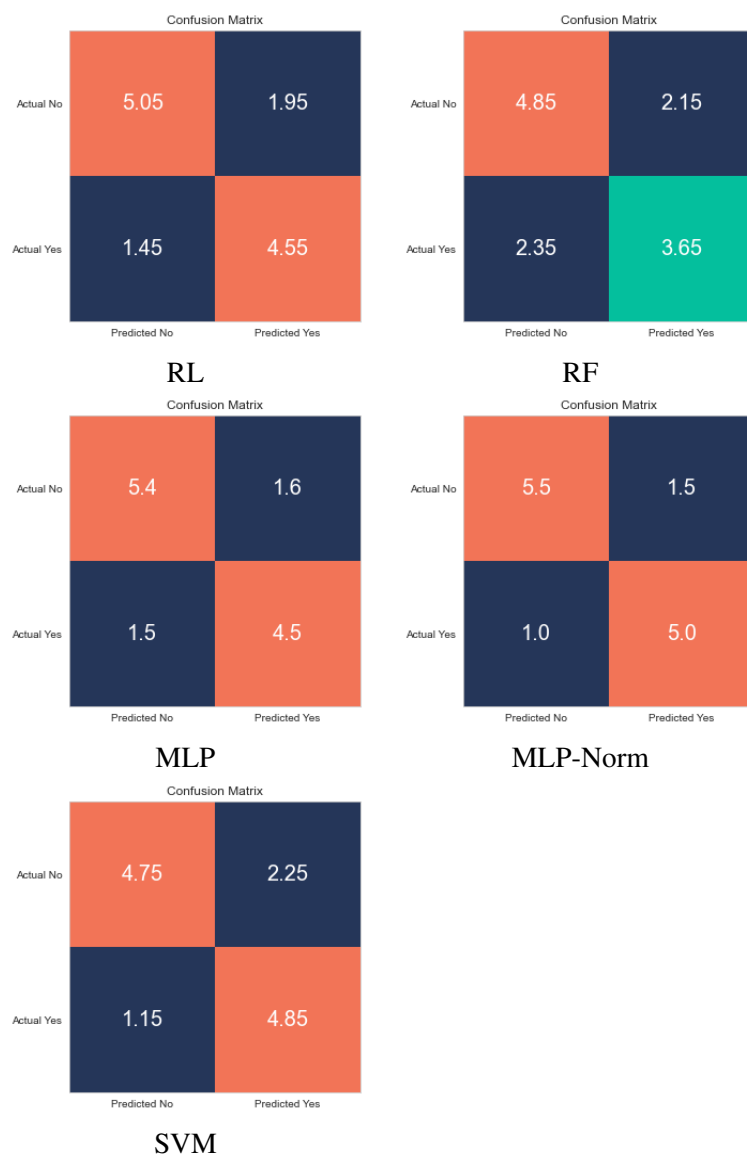 Confusion Matrix
Actual No 5.05 1.95
Actual Yes 1.45 4.55
Predicted No Predicted Yes
RL
Confusion Matrix
Actual No 4.85 2.15
Actual Yes 2.35 3.65
Predicted No Predicted Yes
RF
Confusion Matrix
Actual No 5.4 1.6
Actual Yes 1.5 4.5
Predicted No Predicted Yes
MLP
Confusion Matrix
Actual No 5.5 1.5
Actual Yes 1.0 5.0
Predicted No Predicted Yes
MLP-Norm
Confusion Matrix
Actual No 4.75 2.25
Actual Yes 1.15 4.85
Predicted No Predicted Yes
SVM